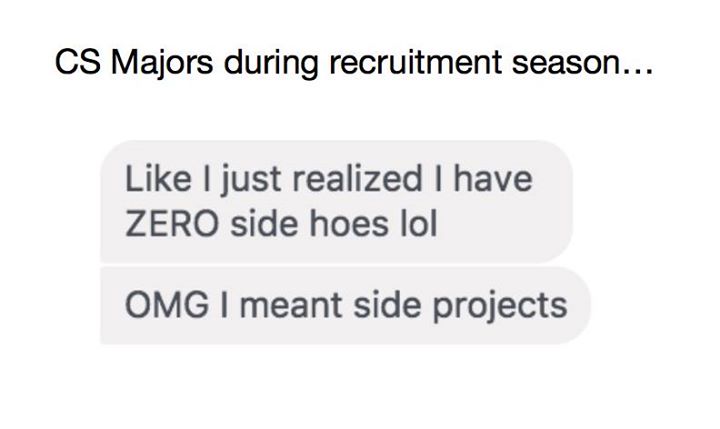 CS Majors during recruitment season...
Like I just realized I have
ZERO side hoes lol
OMG I meant side projects